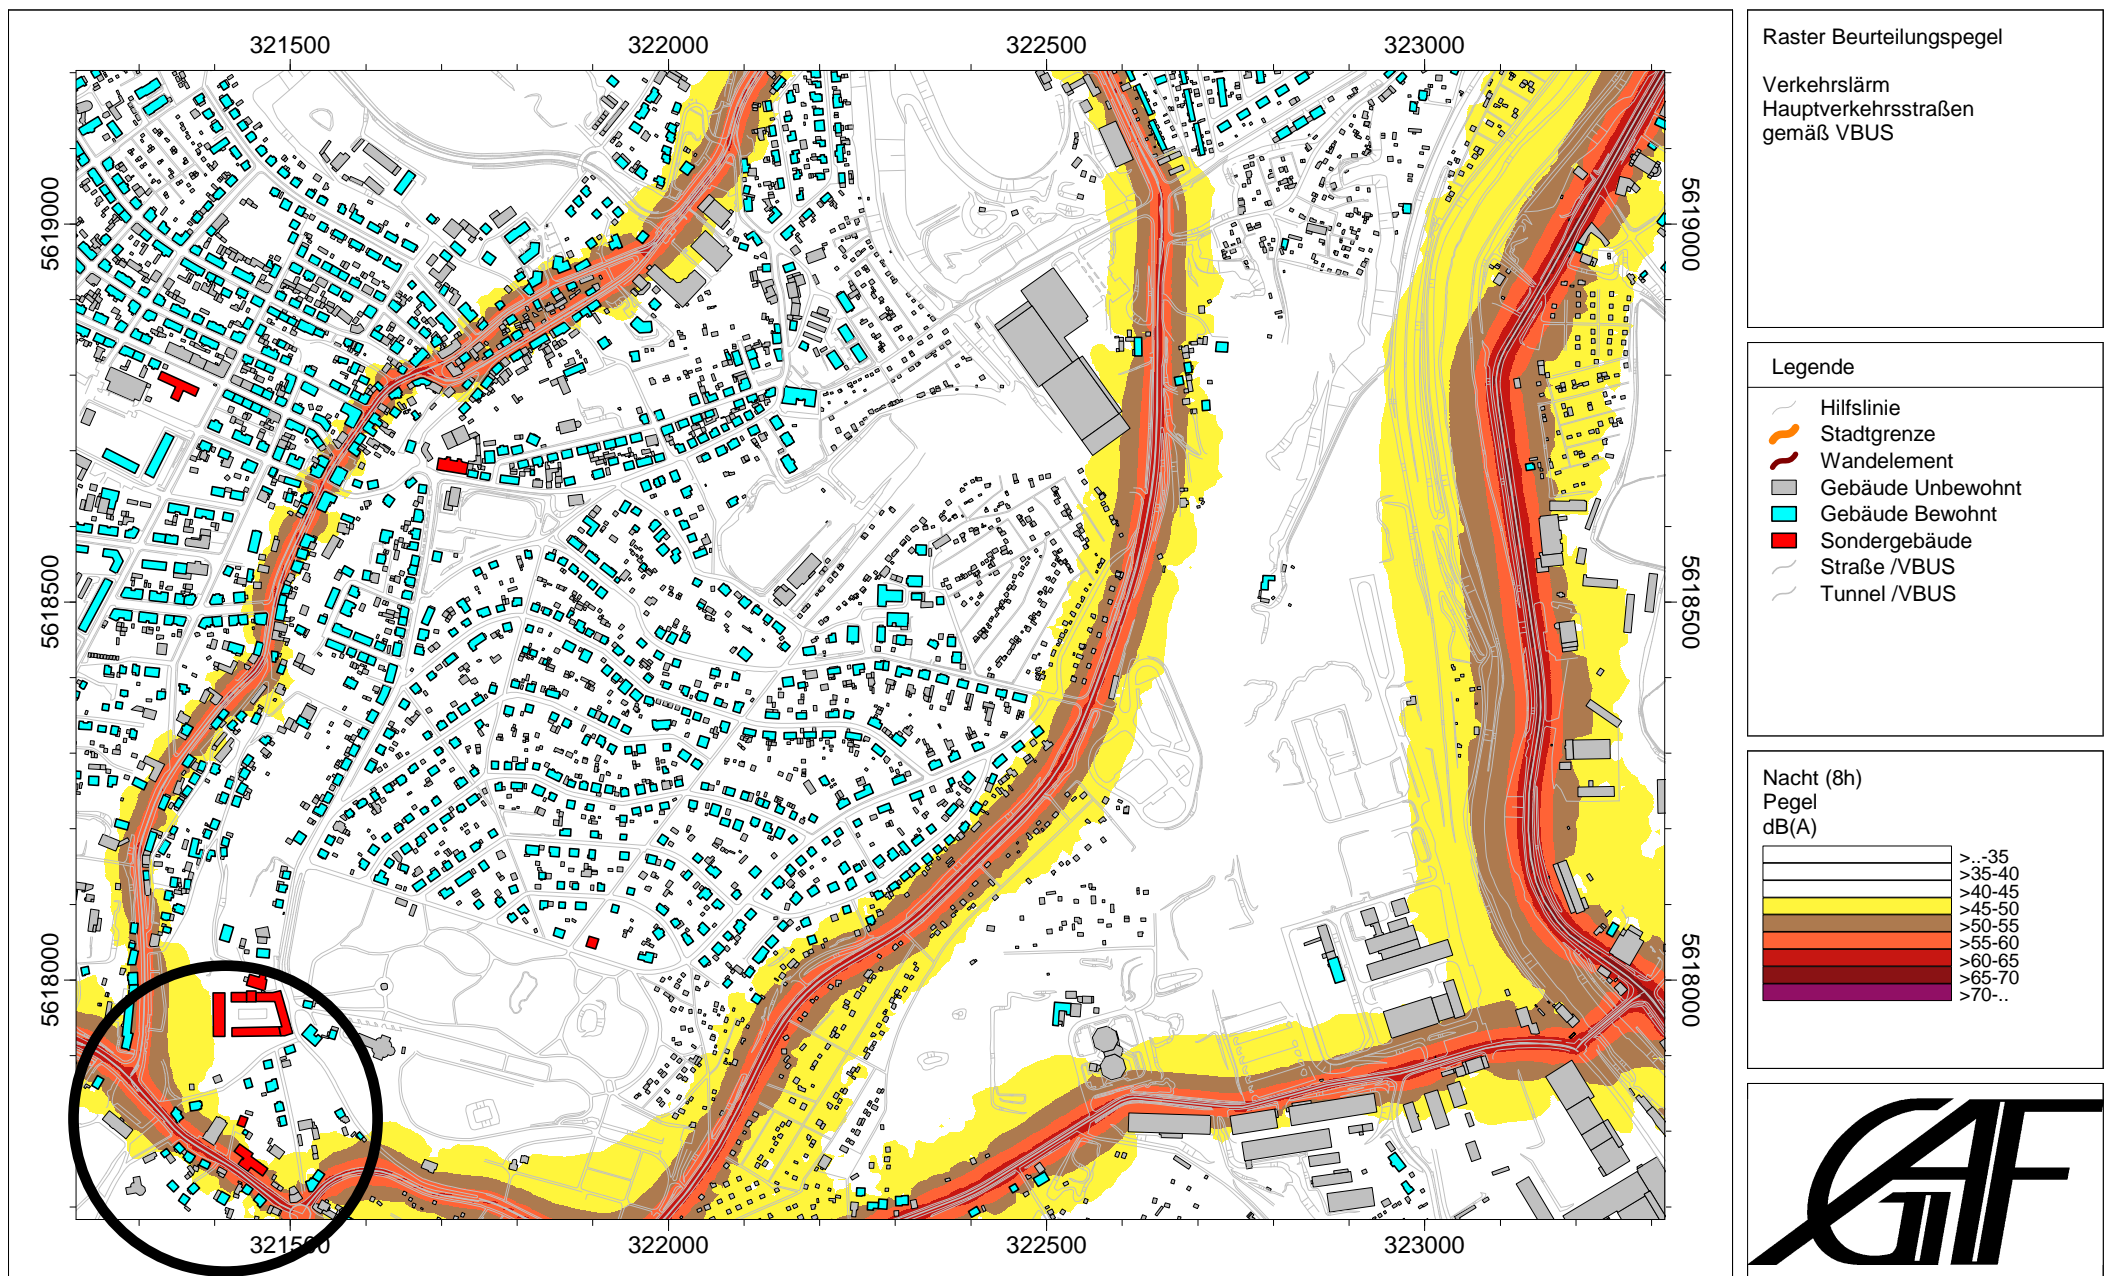 321500 322000 322500 323000
5619000
5618500
5618000
5619000
5618500
5618000
321500 322000 322500 323000
Raster Beurteilungspegel
Verkehrslärm
Hauptverkehrsstraßen
gemäß VBUS
Legende
Hilfslinie
Stadtgrenze
Wandelement
Gebäude Unbewohnt
Gebäude Bewohnt
Sondergebäude
Straße /VBUS
Tunnel /VBUS
Nacht (8h)
Pegel
dB(A)
>..-35
>35-40
>40-45
>45-50
>50-55
>55-60
>60-65
>65-70
>70-..
GAF